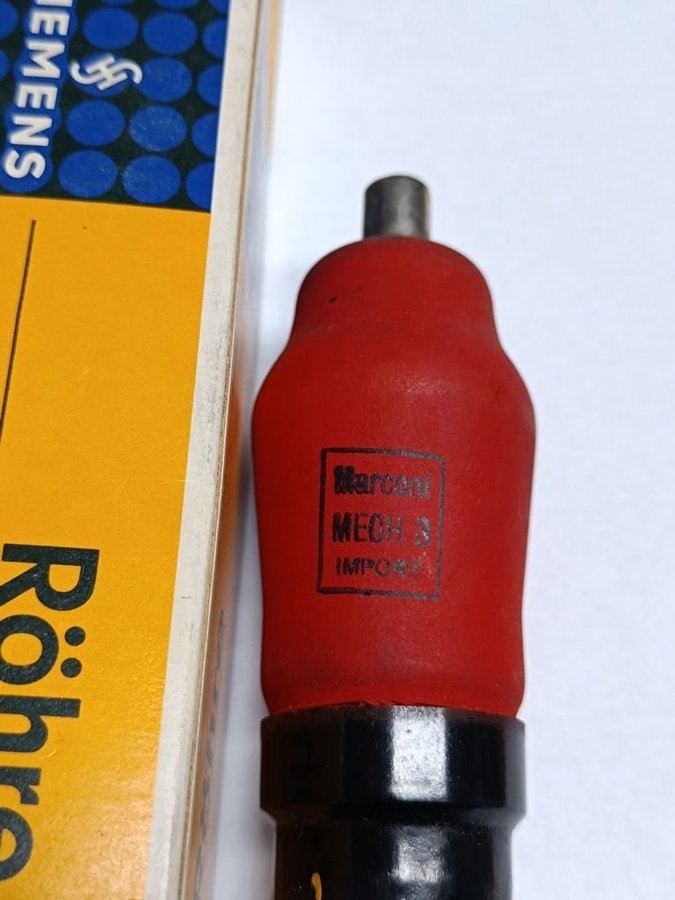 SIEMENS
Röhre
Marconi
MECH 3
IMPORT